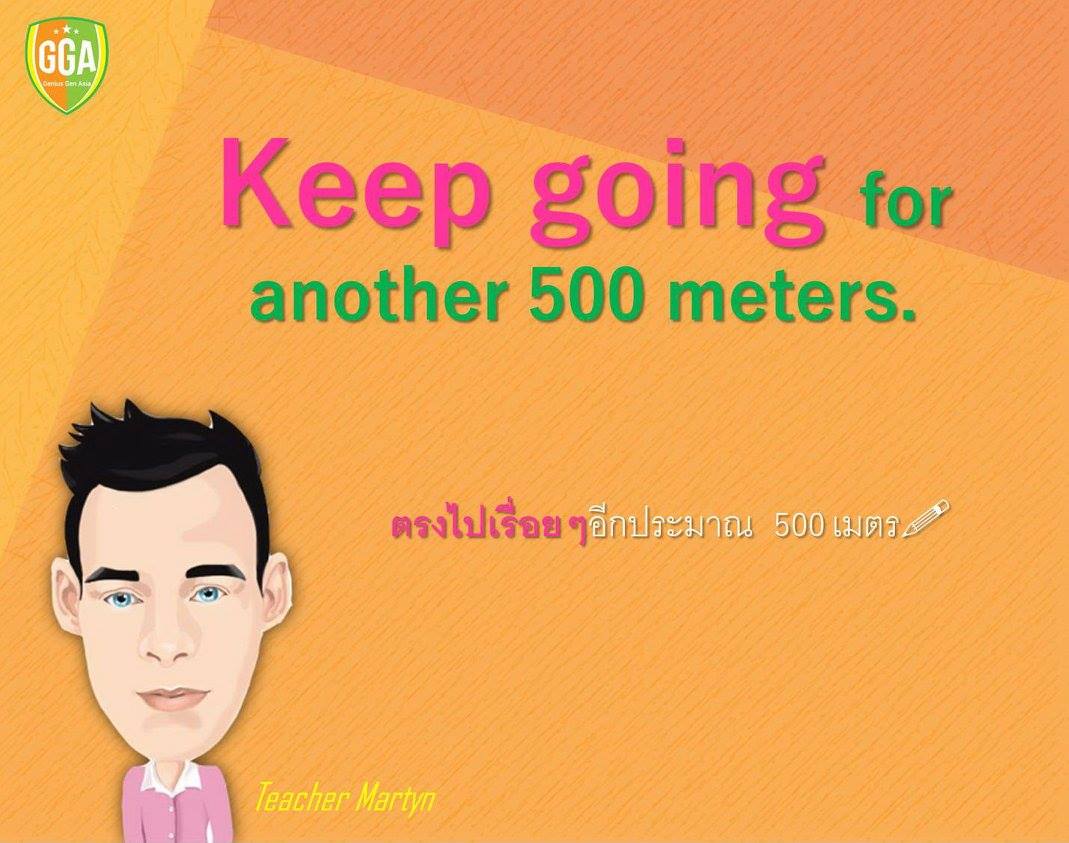 GGA
Genius Gen Asia
Keep going for
another 500 meters.
ตรงไปเรื่อย ๆอีกประมาณ 500 เมตร
Teacher Martyn